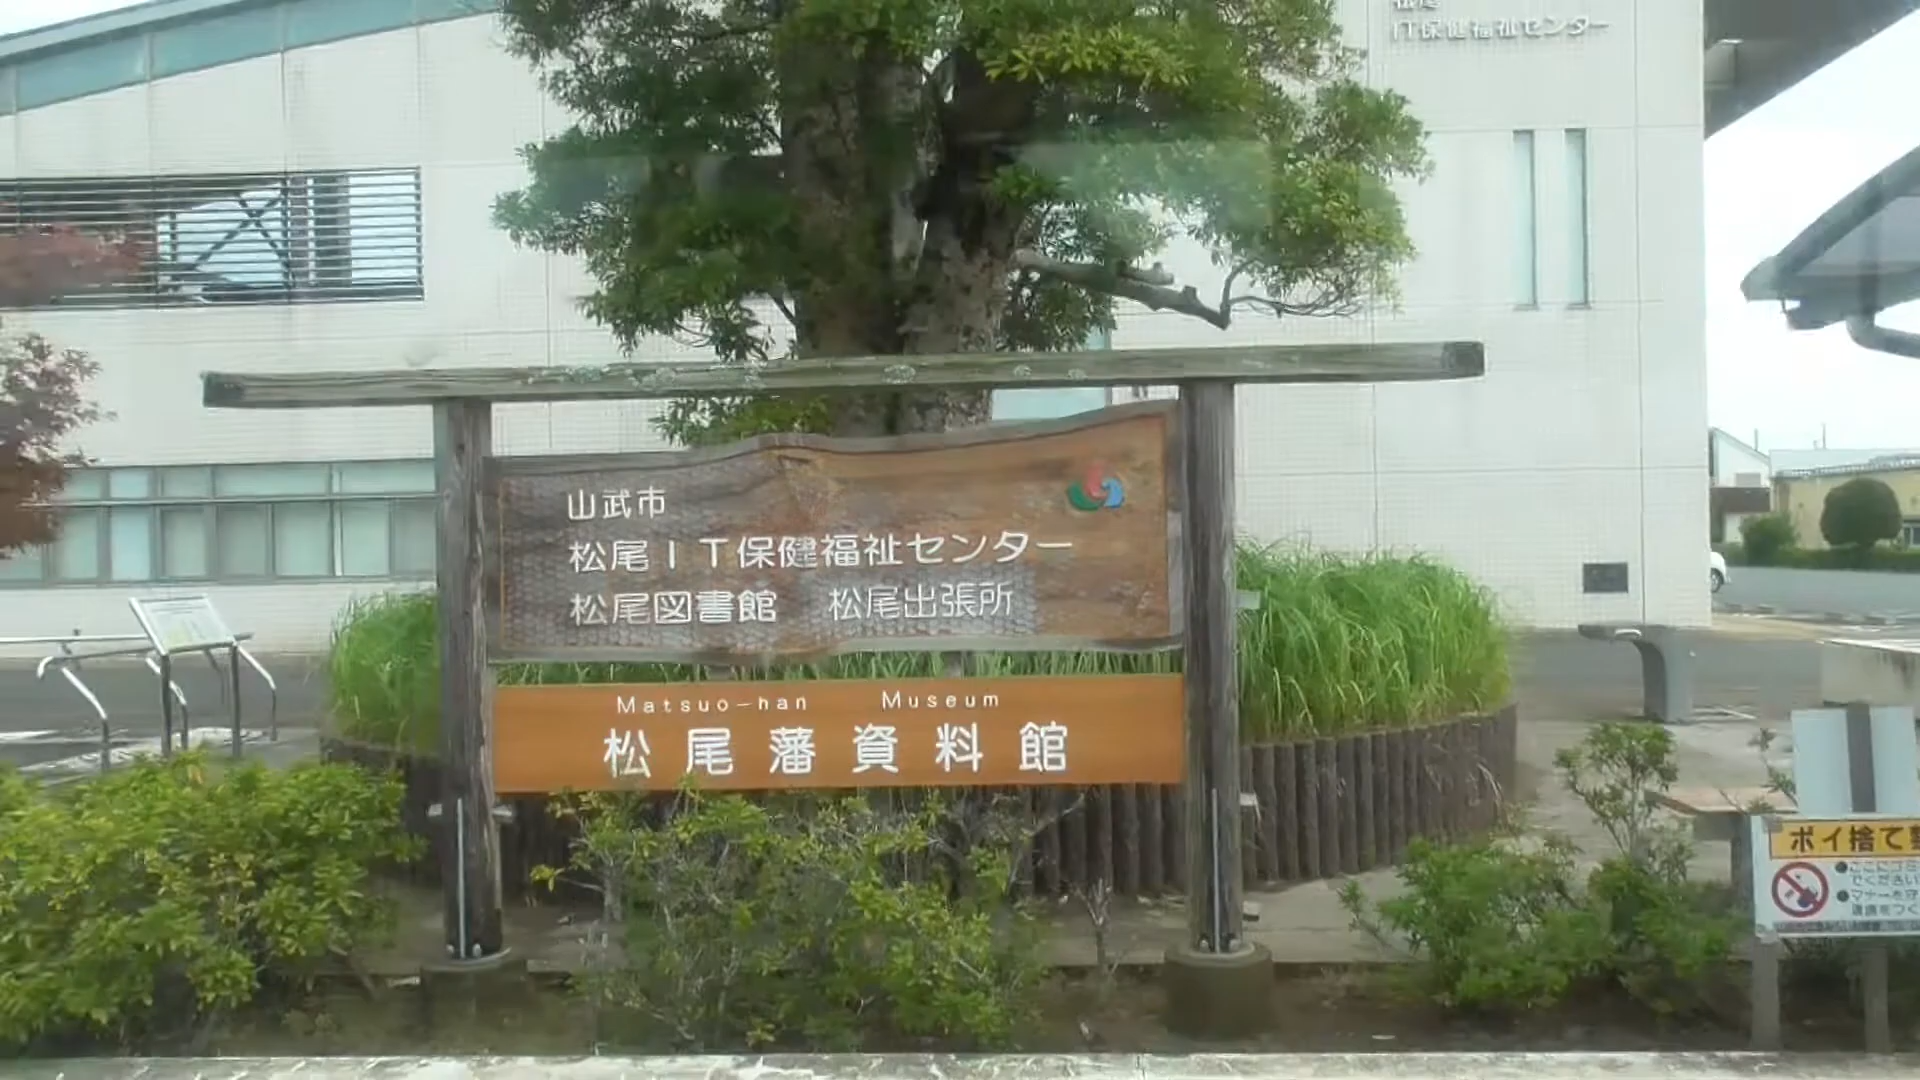 IT保健福祉センター
山武市
松尾IT保健福祉センター
松尾図書館　松尾出張所
Matsuo-han Museum
松尾藩資料館
ポイ捨て